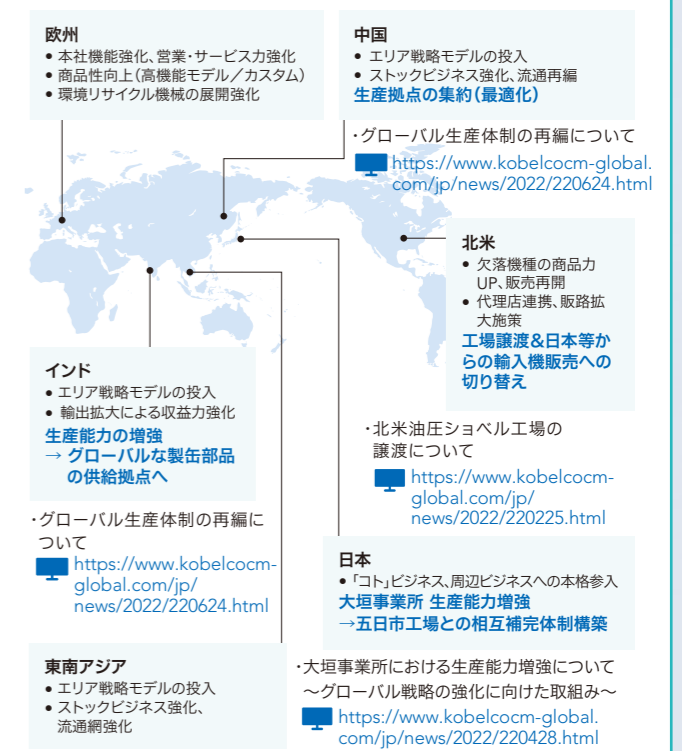 欧州
• 本社機能強化、営業・サービス力強化
• 商品性向上（高機能モデル／カスタム）
• 環境リサイクル機械の展開強化
中国
• エリア戦略モデルの投入
• ストックビジネス強化、流通再編
生産拠点の集約（最適化）
・グローバル生産体制の再編について
https://www.kobelcocm-global.
com/jp/news/2022/220624.html
北米
• 欠落機種の商品力
UP、販売再開
• 代理店連携、販路拡
大施策
工場譲渡&日本等か
らの輸入機販売への
切り替え
・北米油圧ショベル工場の
譲渡について
https://www.kobelcocm-
global.com/jp/
news/2022/220225.html
インド
• エリア戦略モデルの投入
• 輸出拡大による収益力強化
生産能力の増強
→ グローバルな製缶部品
の供給拠点へ
・グローバル生産体制の再編に
ついて
https://www.kobelcocm-
global.com/jp/
news/2022/220624.html
日本
• 「コト」ビジネス、周辺ビジネスへの本格参入
大垣事業所 生産能力増強
→五日市工場との相互補完体制構築
・大垣事業所における生産能力増強について
～グローバル戦略の強化に向けた取組み～
https://www.kobelcocm-global.
com/jp/news/2022/220428.html
東南アジア
• エリア戦略モデルの投入
• ストックビジネス強化、
流通網強化